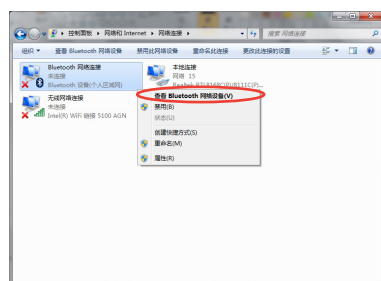 控制面板 ▸ 网络和 Internet ▸ 网络连接 ▸
搜索 网络连接
组织 ▾ 查看 Bluetooth 网络设备 禁用此网络设备 重命名此连接 更改此连接的设置
Bluetooth 网络连接
未连接
Bluetooth 设备(个人区域网)
本地连接
网络 15
Realtek RTL8168C(P)/8111C(P)...
无线网络连接
未连接
Intel(R) WiFi 链接 5100 AGN
查看 Bluetooth 网络设备(V)
禁用(B)
状态(U)
创建快捷方式(S)
重命名(M)
属性(R)